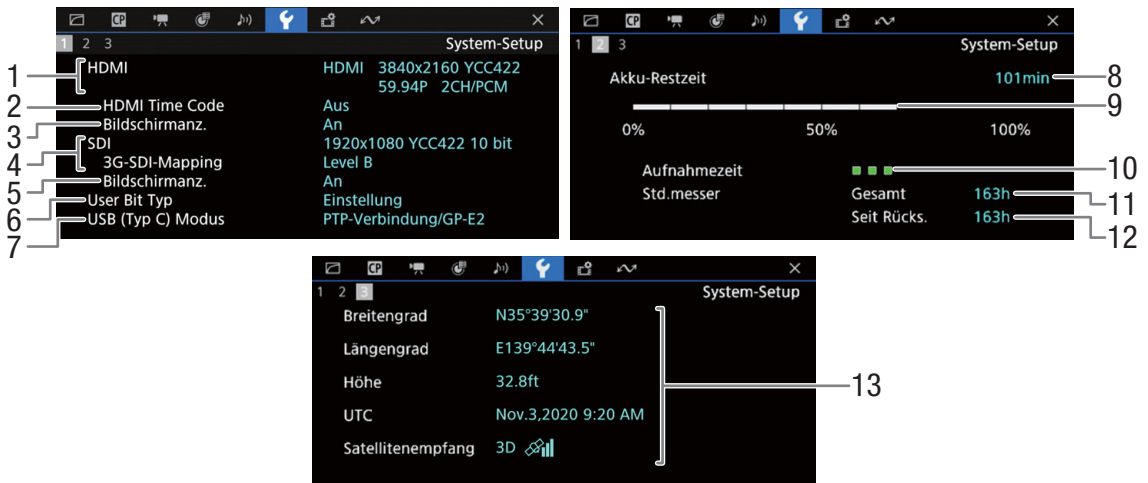 CP
1 2 3
System-Setup
1
HDMI
HDMI 3840x2160 YCC422
59.94P 2CH/PCM
2
HDMI Time Code
Aus
3
Bildschirmanz.
An
4
SDI
1920x1080 YCC422 10 bit
3G-SDI-Mapping
Level B
5
Bildschirmanz.
An
6
User Bit Typ
Einstellung
7
USB (Typ C) Modus
PTP-Verbindung/GP-E2
CP
1 2 3
System-Setup
Akku-Restzeit
101min
8
9
0% 50% 100%
Aufnahmezeit
10
Std.messer
Gesamt
163h
11
Seit Rücks.
163h
12
CP
1 2 3
System-Setup
Breitengrad
N35°39'30.9"
Längengrad
E139°44'43.5"
Höhe
32.8ft
13
UTC
Nov.3,2020 9:20 AM
Satellitenempfang
3D